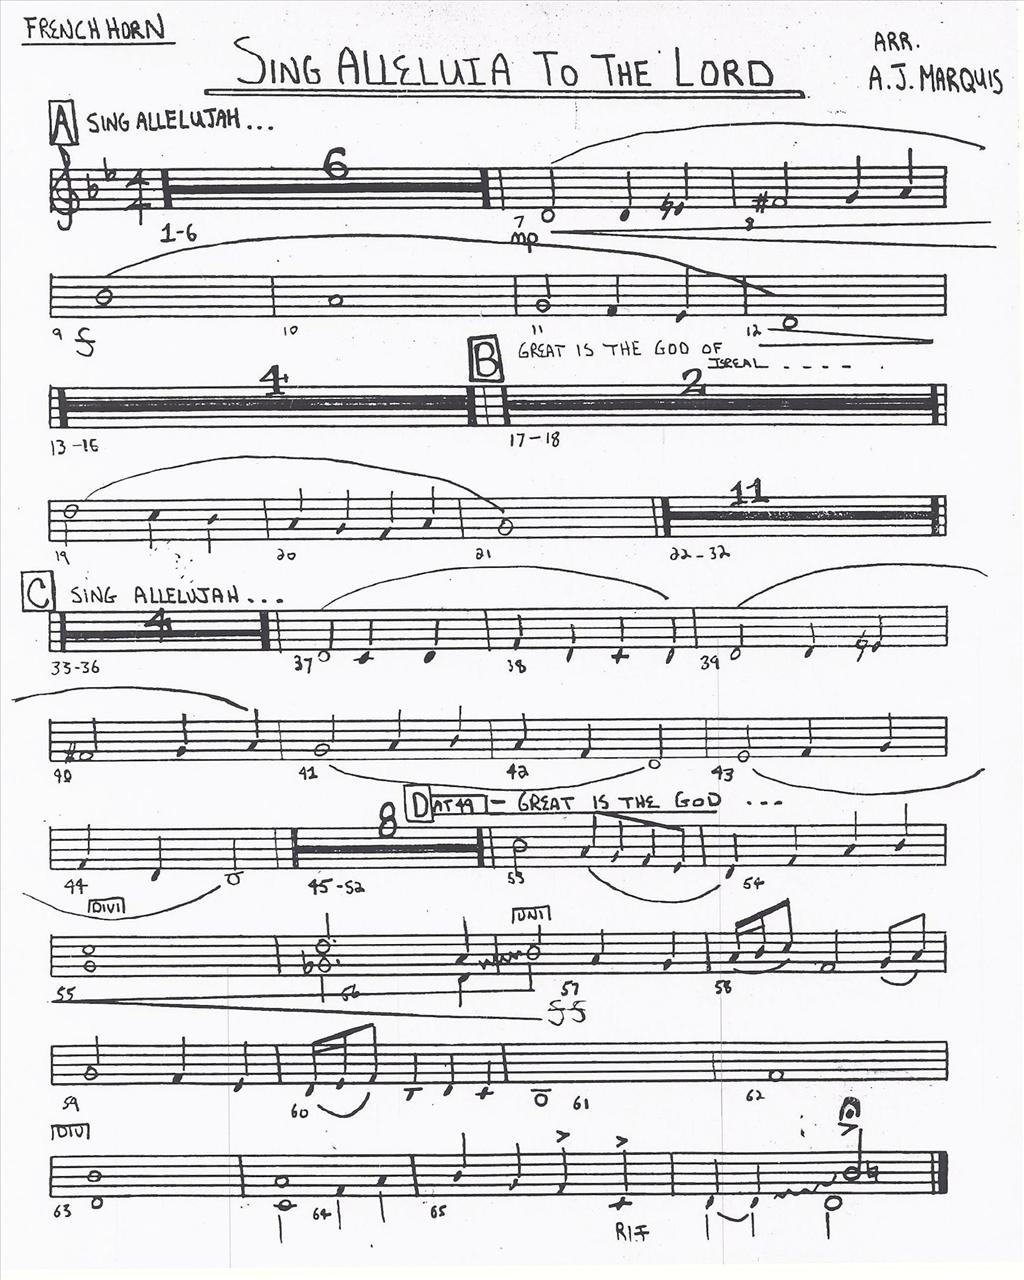 FRENCH HORN
SING ALLELUIA TO THE LORD
ARR.
A.J. MARQUIS
A SING ALLELUJAH...
4
4
6
1-6
7
8
mp
9 f
10
11
12
B GREAT IS THE GOD OF
ISREAL - - - - .
4
2
13-16
17-18
11
19
20
21
22-32
C SING ALLELUJAH...
4
33-36
37
38
39
40
41
42
43
D AT 49 - GREAT IS THE GOD ...
8
44
45-52
53
54
DIVI
UNI
55
56
57
58
ff
59
60
61
62
DIV
63
64
65
RIT